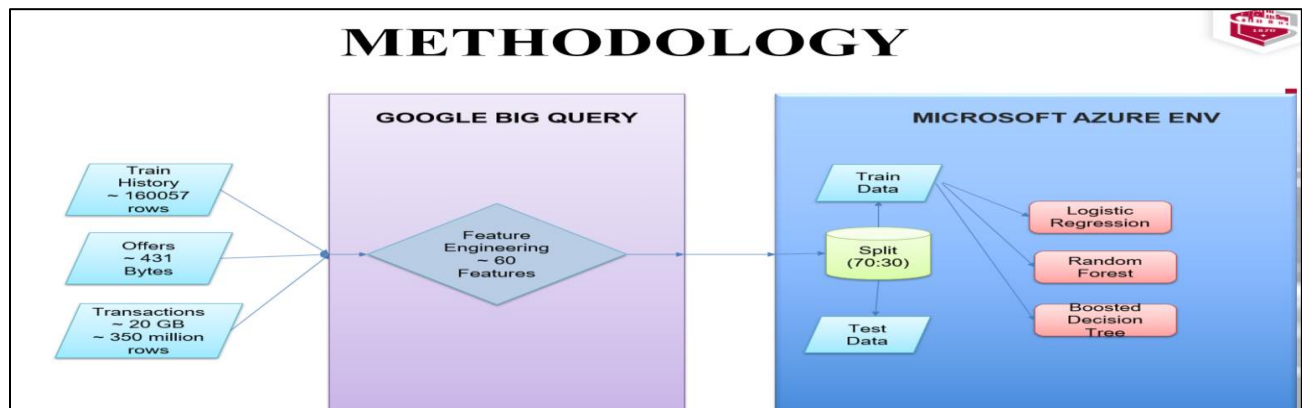 METHODOLOGY
1870
GOOGLE BIG QUERY
MICROSOFT AZURE ENV
Train
History
~ 160057
rows
Offers
~ 431
Bytes
Transactions
~ 20 GB
~ 350 million
rows
Feature
Engineering
~ 60
Features
Train
Data
Split
(70:30)
Test
Data
Logistic
Regression
Random
Forest
Boosted
Decision
Tree